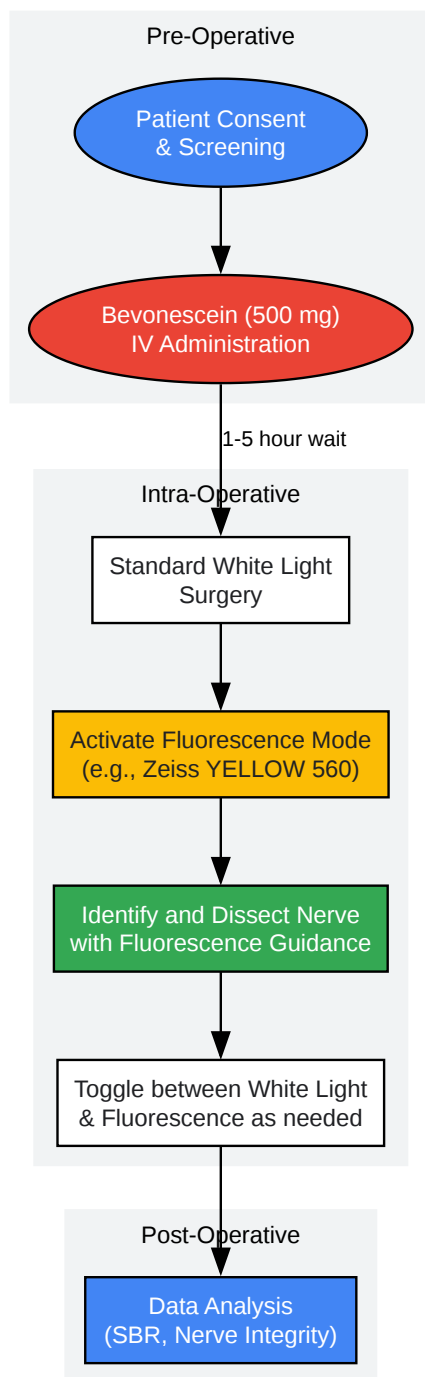 Pre-Operative
Patient Consent
& Screening
Bevonescein (500 mg)
IV Administration
1-5 hour wait
Intra-Operative
Standard White Light
Surgery
Activate Fluorescence Mode
(e.g., Zeiss YELLOW 560)
Identify and Dissect Nerve
with Fluorescence Guidance
Toggle between White Light
& Fluorescence as needed
Post-Operative
Data Analysis
(SBR, Nerve Integrity)